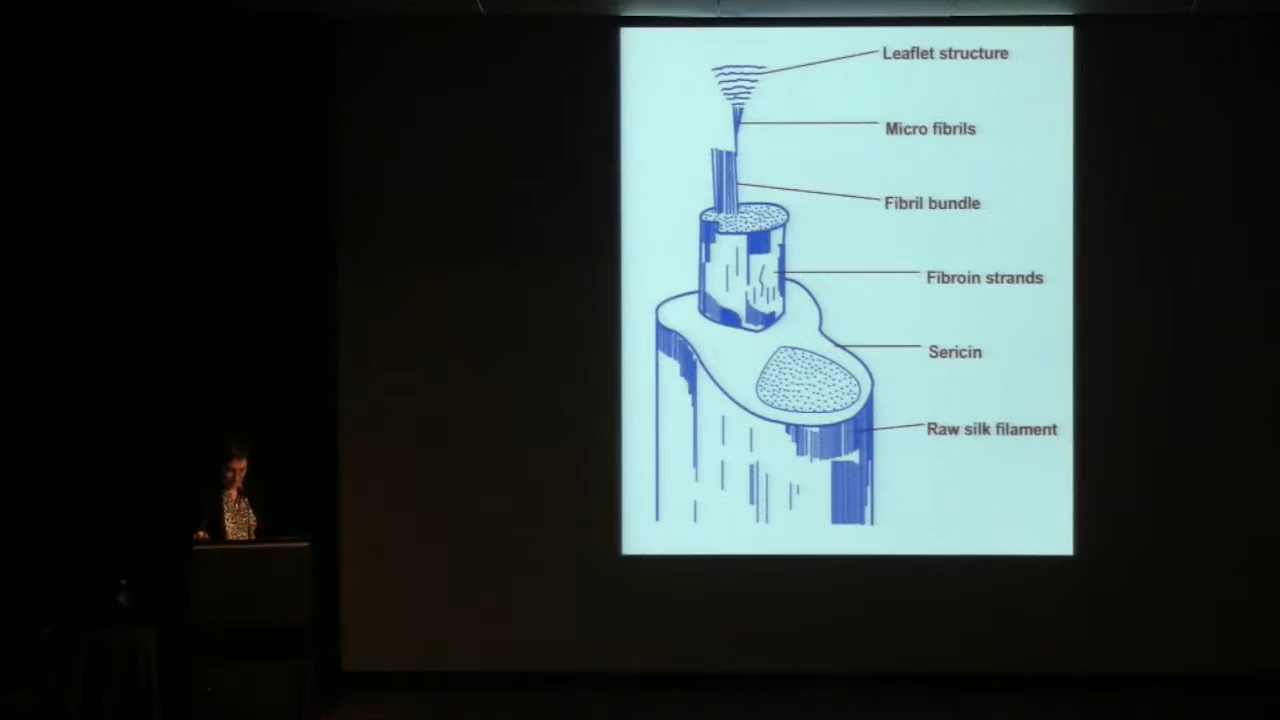 Leaflet structure
Micro fibrils
Fibril bundle
Fibroin strands
Sericin
Raw silk filament